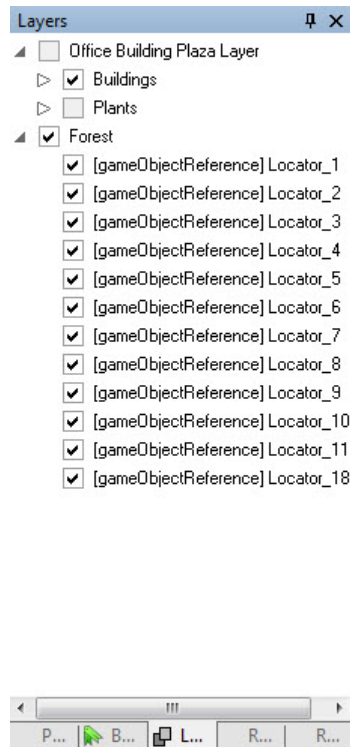 Layers
Office Building Plaza Layer
Buildings
Plants
Forest
[gameObjectReference] Locator_1
[gameObjectReference] Locator_2
[gameObjectReference] Locator_3
[gameObjectReference] Locator_4
[gameObjectReference] Locator_5
[gameObjectReference] Locator_6
[gameObjectReference] Locator_7
[gameObjectReference] Locator_8
[gameObjectReference] Locator_9
[gameObjectReference] Locator_10
[gameObjectReference] Locator_11
[gameObjectReference] Locator_18
P... B... L... R... R...